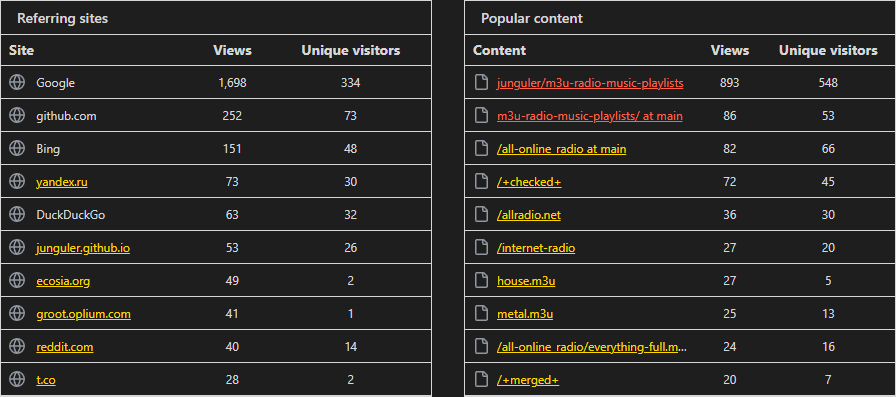 Referring sites
Site Views Unique visitors
Google 1,698 334
github.com 252 73
Bing 151 48
yandex.ru 73 30
DuckDuckGo 63 32
junguler.github.io 53 26
ecosia.org 49 2
groot.oplium.com 41 1
reddit.com 40 14
t.co 28 2
Popular content
Content Views Unique visitors
junguler/m3u-radio-music-playlists 893 548
m3u-radio-music-playlists/ at main 86 53
/all-online_radio at main 82 66
/+checked+ 72 45
/allradio.net 36 30
/internet-radio 27 20
house.m3u 27 5
metal.m3u 25 13
/all-online_radio/everything-full.m... 24 16
/+merged+ 20 7